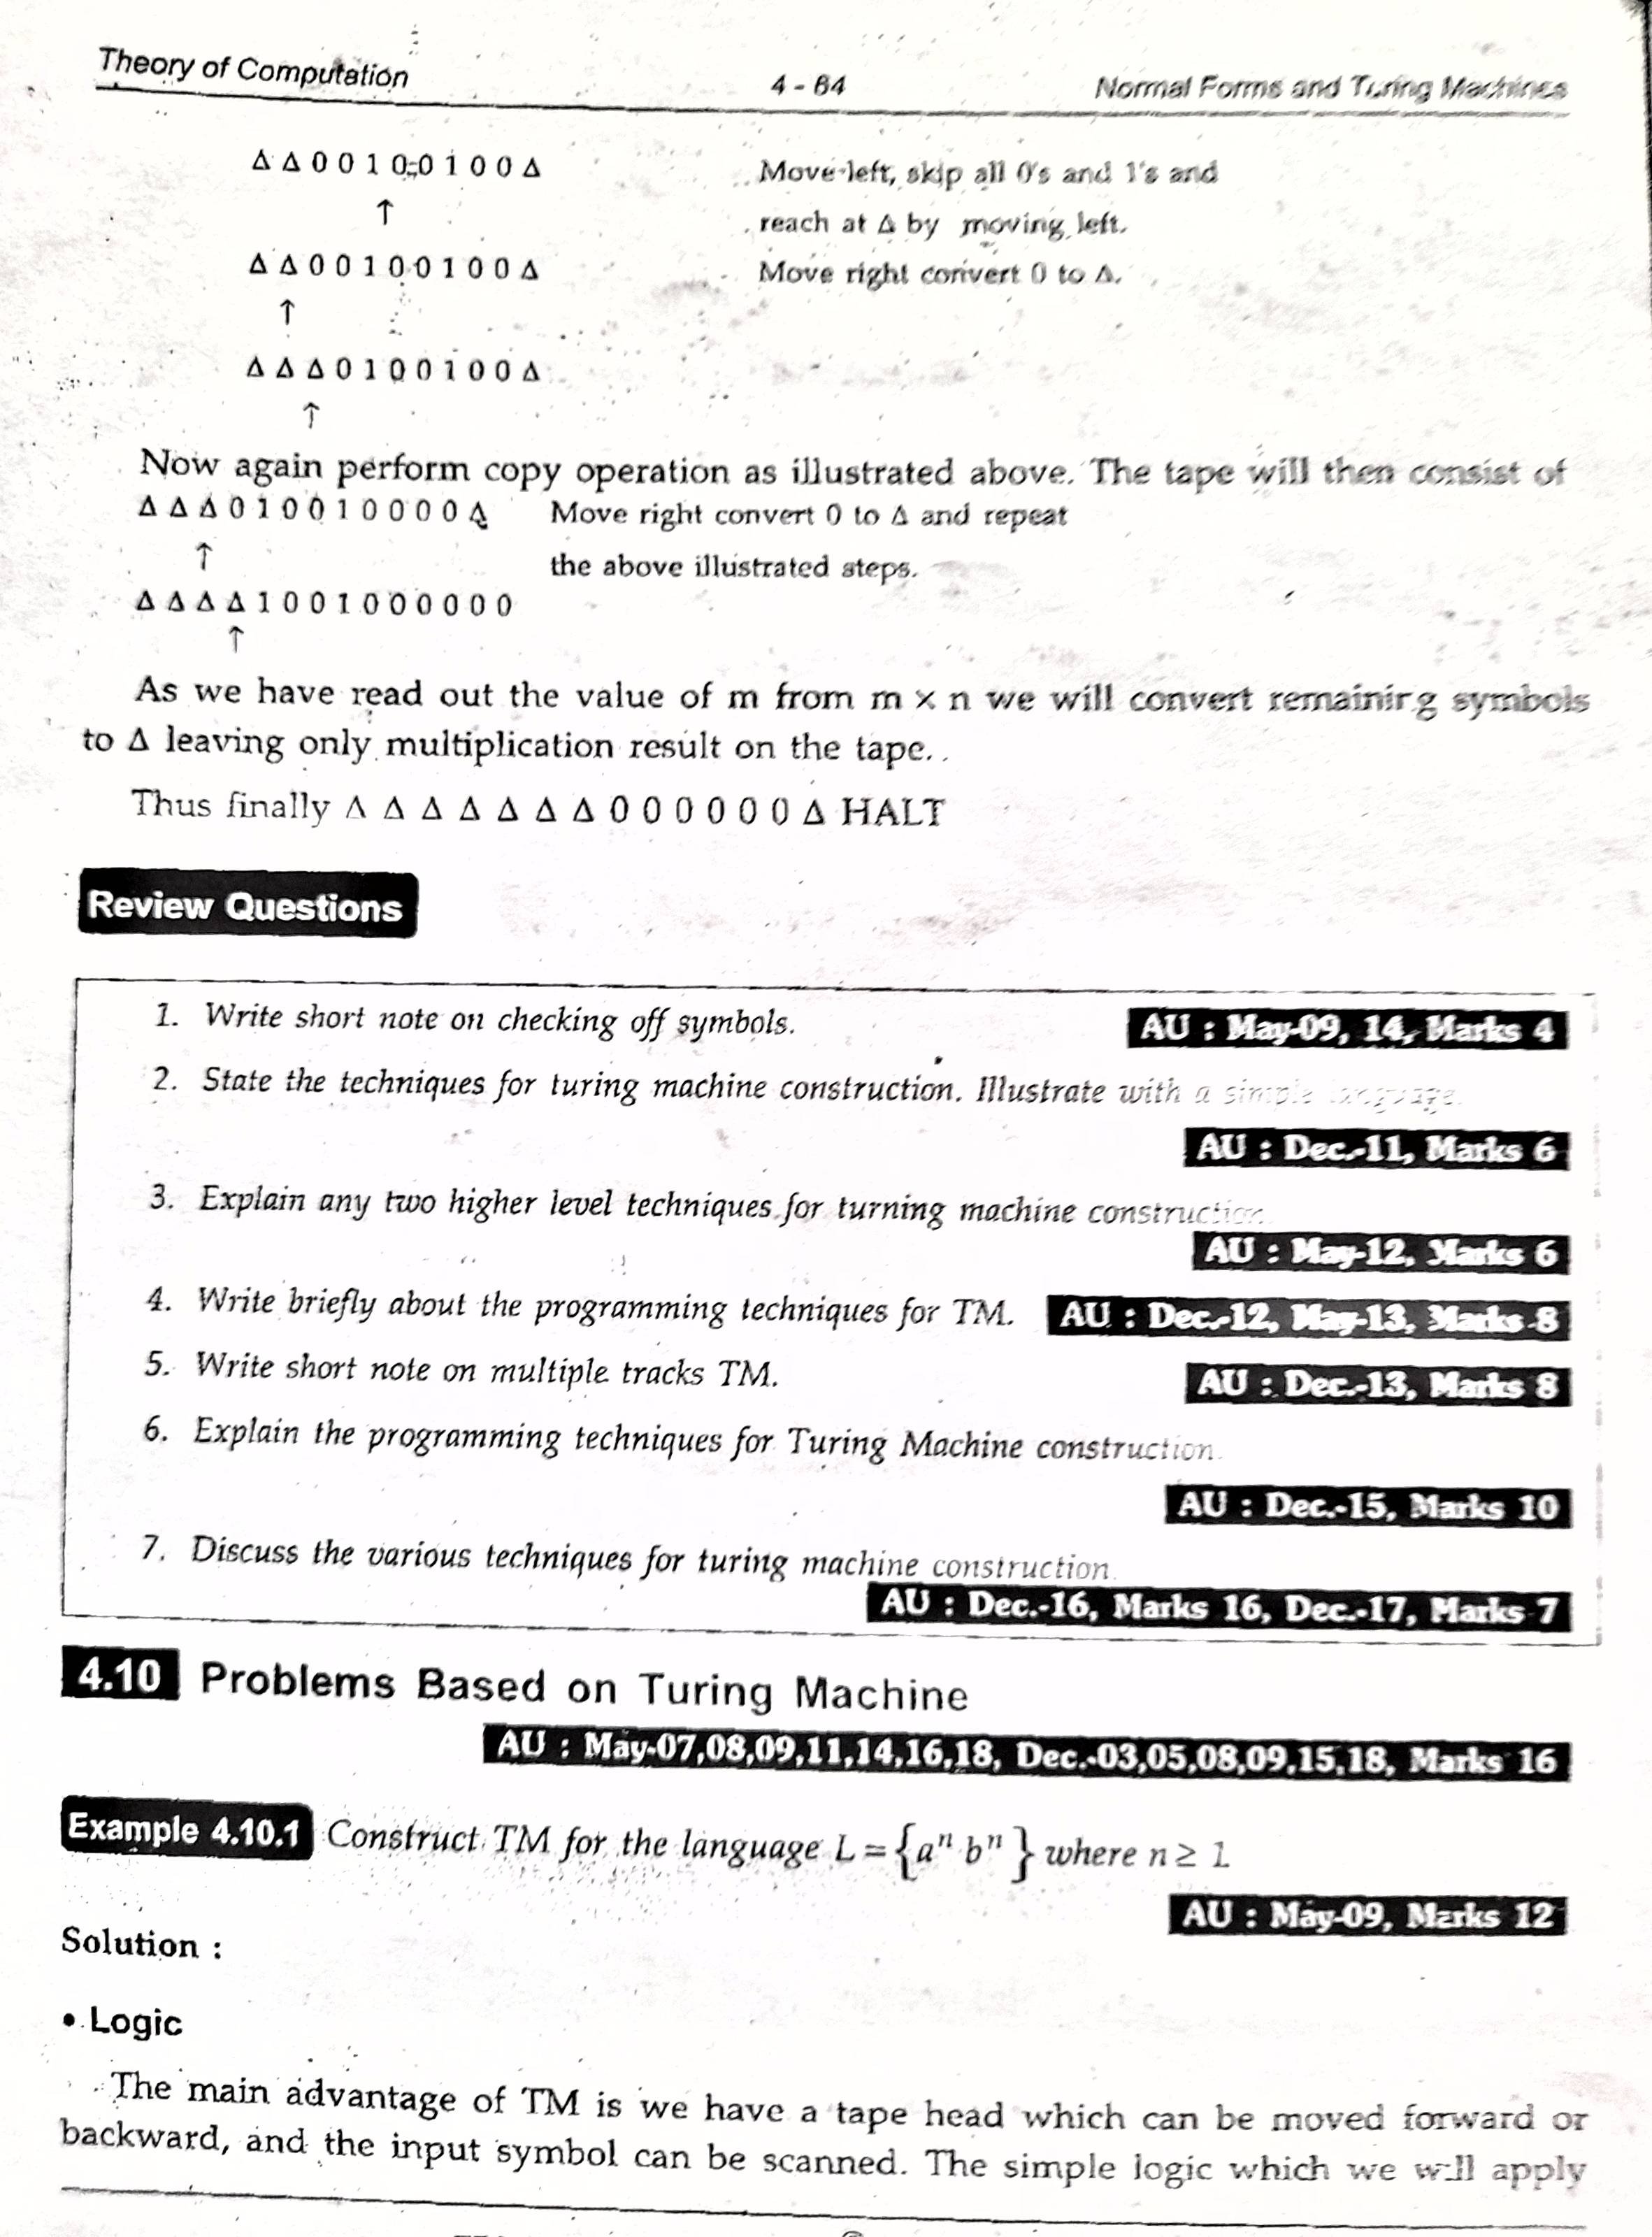 Theory of Computation 4 - 64 Normal Forms and Turing Machines
Δ Δ 0 0 1 0 0 1 0 0 Δ Move left, skip all 0's and 1's and
↑ reach at Δ by moving left.
Δ Δ 0 0 1 0 0 1 0 0 Δ Move right convert 0 to Δ.
↑
Δ Δ Δ 0 1 0 0 1 0 0 Δ
↑
Now again perform copy operation as illustrated above. The tape will then consist of
Δ Δ Δ 0 1 0 0 1 0 0 0 0 Δ Move right convert 0 to Δ and repeat
↑ the above illustrated steps.
Δ Δ Δ Δ 1 0 0 1 0 0 0 0 0 0
↑
As we have read out the value of m from m × n we will convert remaining symbols
to Δ leaving only multiplication result on the tape.
Thus finally Δ Δ Δ Δ Δ Δ Δ 0 0 0 0 0 0 Δ HALT
Review Questions
1. Write short note on checking off symbols. AU : May-09, 14, Marks 4
2. State the techniques for turing machine construction. Illustrate with a simple language.
AU : Dec.-11, Marks 6
3. Explain any two higher level techniques for turning machine construction.
AU : May-12, Marks 6
4. Write briefly about the programming techniques for TM. AU : Dec.-12, May-13, Marks 8
5. Write short note on multiple tracks TM. AU : Dec.-13, Marks 8
6. Explain the programming techniques for Turing Machine construction.
AU : Dec.-15, Marks 10
7. Discuss the various techniques for turing machine construction.
AU : Dec.-16, Marks 16, Dec.-17, Marks 7
4.10 Problems Based on Turing Machine
AU : May-07,08,09,11,14,16,18, Dec.-03,05,08,09,15,18, Marks 16
Example 4.10.1 Construct TM for the language L = {aⁿ bⁿ} where n ≥ 1
AU : May-09, Marks 12
Solution :
• Logic
The main advantage of TM is we have a tape head which can be moved forward or
backward, and the input symbol can be scanned. The simple logic which we will apply